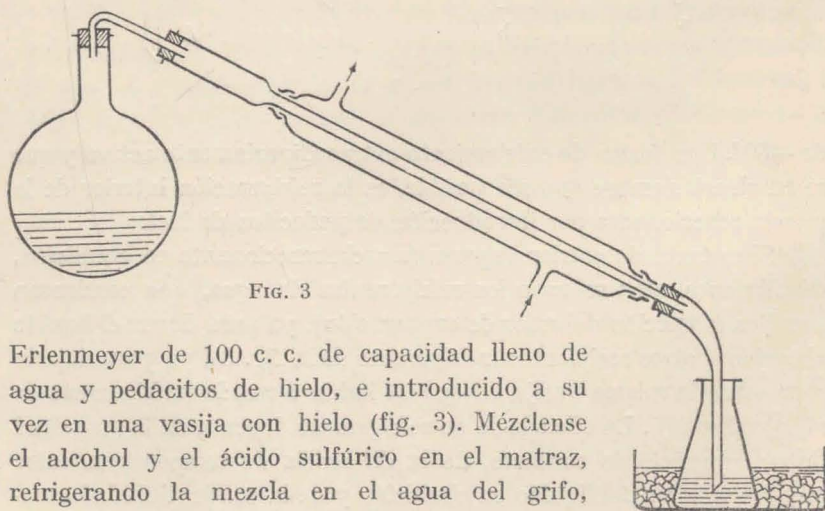 FIG. 3
Erlenmeyer de 100 c. c. de capacidad lleno de
agua y pedacitos de hielo, e introducido a su
vez en una vasija con hielo (fig. 3). Mézclense
el alcohol y el ácido sulfúrico en el matraz,
refrigerando la mezcla en el agua del grifo,